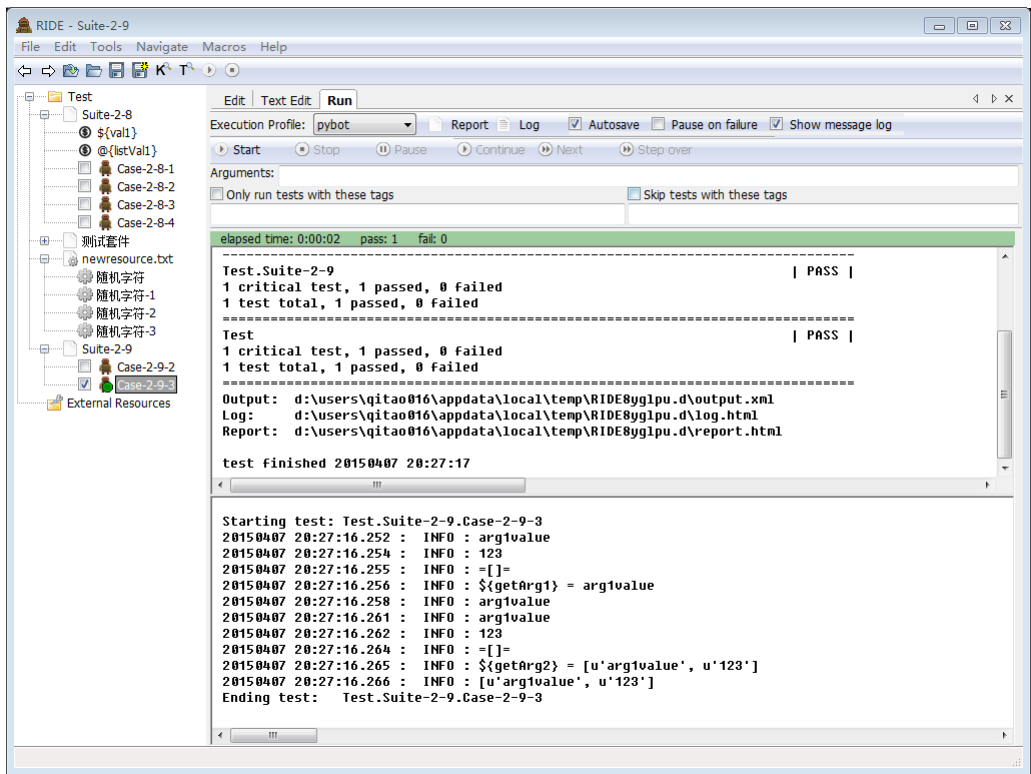 RIDE - Suite-2-9
File Edit Tools Navigate Macros Help
Test
Suite-2-8
${val1}
@{listVal1}
Case-2-8-1
Case-2-8-2
Case-2-8-3
Case-2-8-4
测试套件
newresource.txt
随机字符
随机字符-1
随机字符-2
随机字符-3
Suite-2-9
Case-2-9-2
Case-2-9-3
External Resources
Edit Text Edit Run
Execution Profile: pybot Report Log Autosave Pause on failure Show message log
Start Stop Pause Continue Next Step over
Arguments:
Only run tests with these tags Skip tests with these tags
elapsed time: 0:00:02 pass: 1 fail: 0
------------------------------------------------------------------------------
Test.Suite-2-9 | PASS |
1 critical test, 1 passed, 0 failed
1 test total, 1 passed, 0 failed
==============================================================================
Test | PASS |
1 critical test, 1 passed, 0 failed
1 test total, 1 passed, 0 failed
==============================================================================
Output: d:\users\qitao016\appdata\local\temp\RIDE8yglpu.d\output.xml
Log: d:\users\qitao016\appdata\local\temp\RIDE8yglpu.d\log.html
Report: d:\users\qitao016\appdata\local\temp\RIDE8yglpu.d\report.html
test finished 20150407 20:27:17
Starting test: Test.Suite-2-9.Case-2-9-3
20150407 20:27:16.252 : INFO : arg1value
20150407 20:27:16.254 : INFO : 123
20150407 20:27:16.255 : INFO : =[]=
20150407 20:27:16.256 : INFO : ${getArg1} = arg1value
20150407 20:27:16.258 : INFO : arg1value
20150407 20:27:16.261 : INFO : arg1value
20150407 20:27:16.262 : INFO : 123
20150407 20:27:16.264 : INFO : =[]=
20150407 20:27:16.265 : INFO : ${getArg2} = [u'arg1value', u'123']
20150407 20:27:16.266 : INFO : [u'arg1value', u'123']
Ending test: Test.Suite-2-9.Case-2-9-3